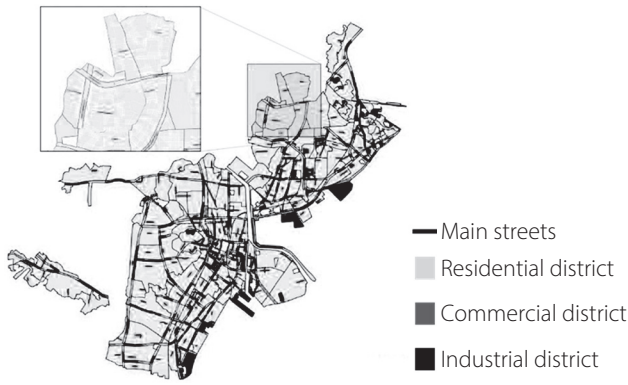 Main streets
Residential district
Commercial district
Industrial district